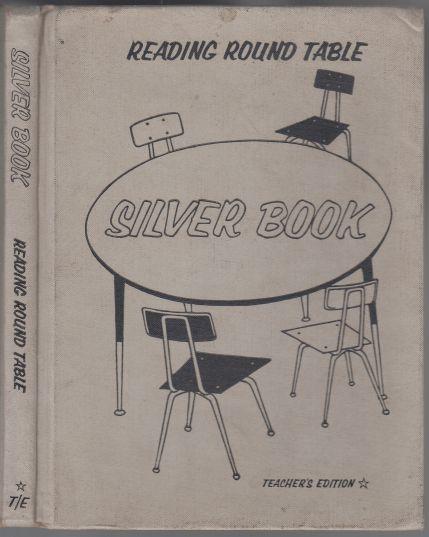 SILVER BOOK
READING ROUND TABLE
☆
T/E
READING ROUND TABLE
SILVER BOOK
TEACHER'S EDITION ☆